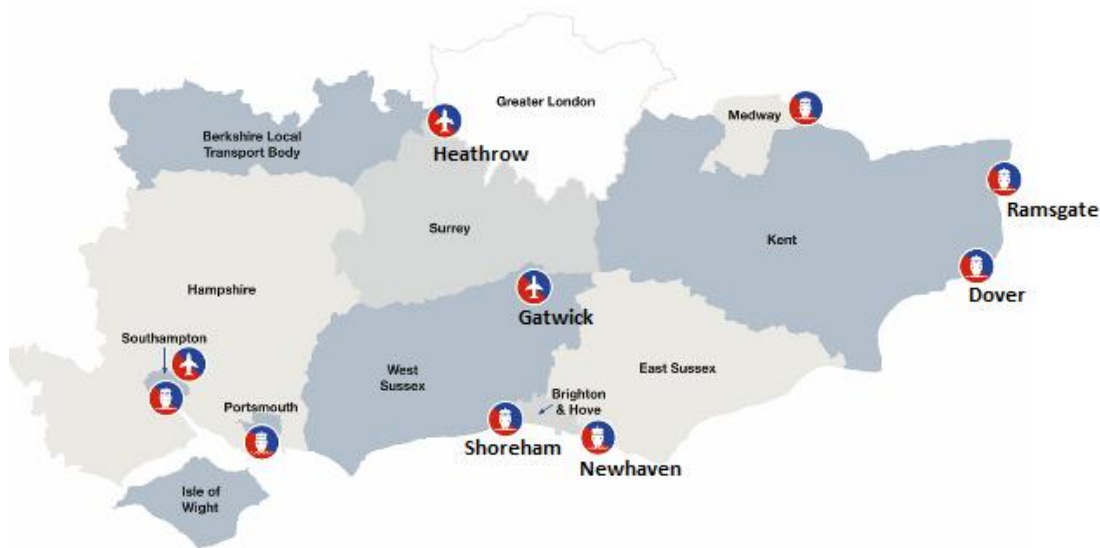 Greater London
Medway
Berkshire Local
Transport Body
Heathrow
Ramsgate
Surrey
Kent
Hampshire
Dover
Gatwick
Southampton
West
Sussex
East Sussex
Brighton
& Hove
Portsmouth
Shoreham
Newhaven
Isle of
Wight